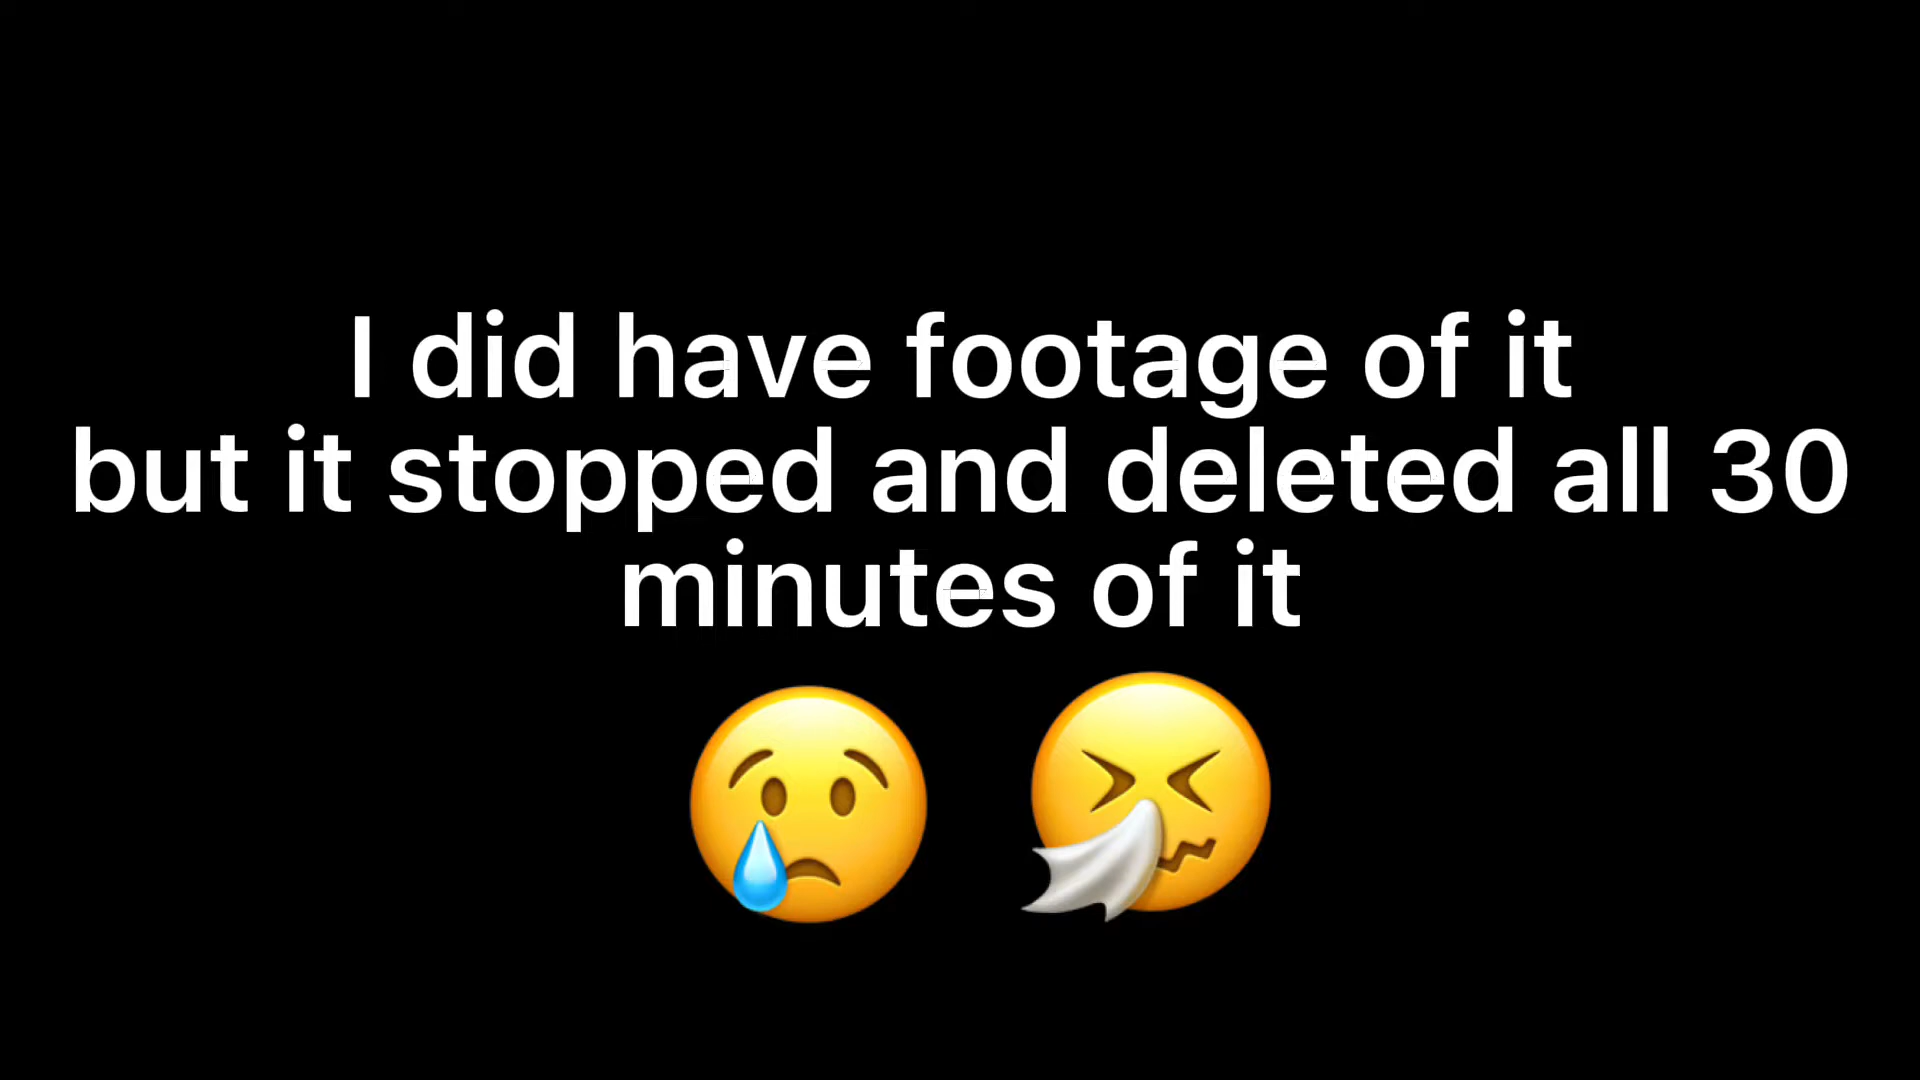 I did have footage of it
but it stopped and deleted all 30
minutes of it
😢 🤧